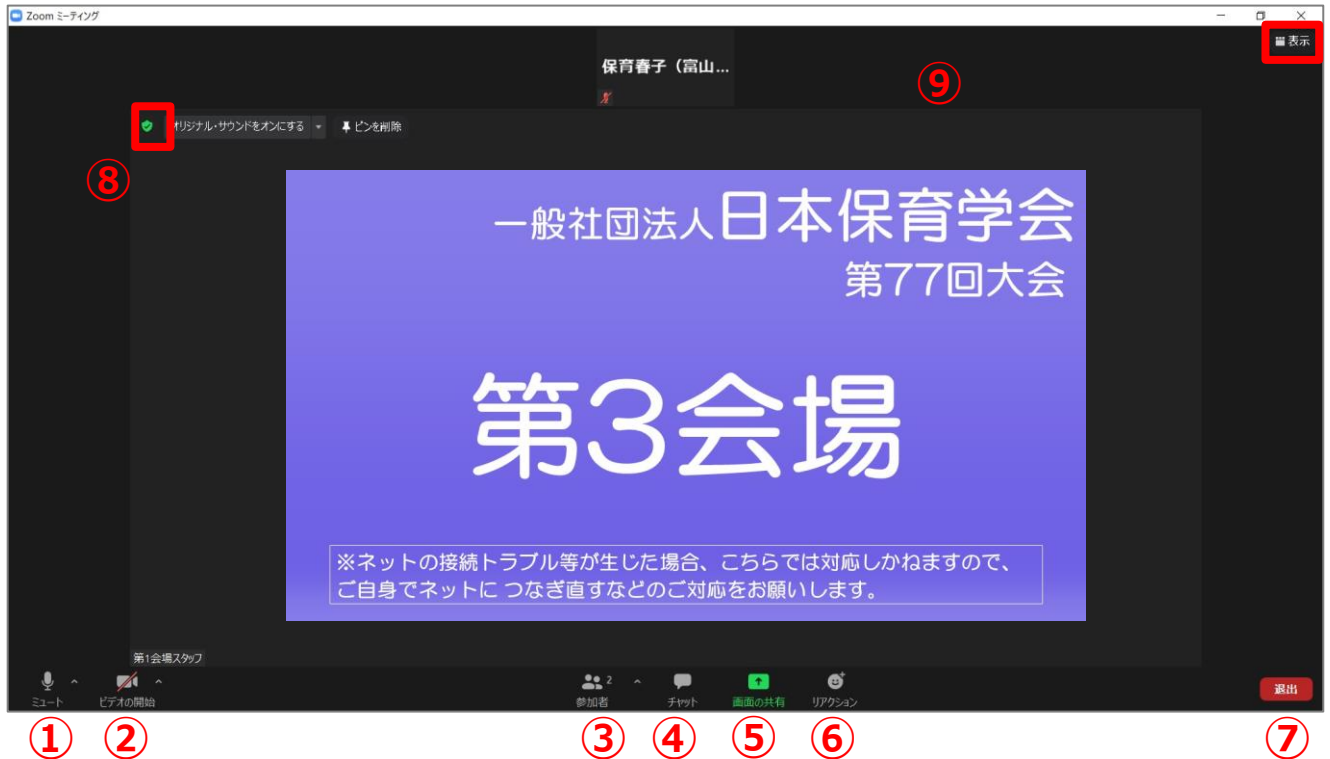 Zoom ミーティング
表示
保育春子（富山...
⑨
オリジナル・サウンドをオンにする
ピンを削除
⑧
一般社団法人日本保育学会
第77回大会
第3会場
※ネットの接続トラブル等が生じた場合、こちらでは対応しかねますので、
ご自身でネットに つなぎ直すなどのご対応をお願いします。
第1会場スタッフ
2
ミュート ビデオの開始 参加者 チャット 画面の共有 リアクション 退出
① ② ③ ④ ⑤ ⑥ ⑦